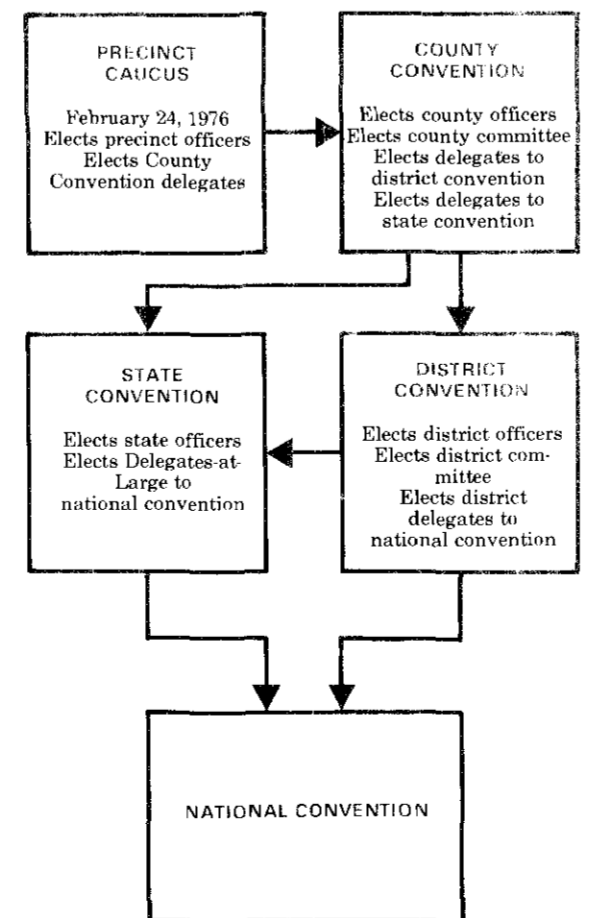 PRECINCT
CAUCUS
February 24, 1976
Elects precinct officers
Elects County
Convention delegates
COUNTY
CONVENTION
Elects county officers
Elects county committee
Elects delegates to
district convention
Elects delegates to
state convention
STATE
CONVENTION
Elects state officers
Elects Delegates-at-
Large to
national convention
DISTRICT
CONVENTION
Elects district officers
Elects district com-
mittee
Elects district
delegates to
national convention
NATIONAL CONVENTION